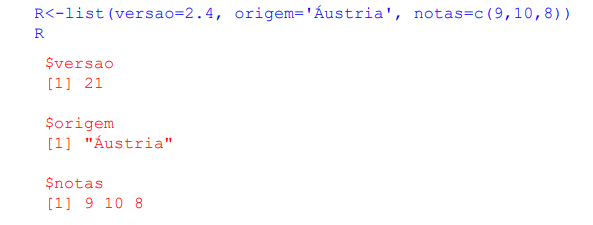 R<-list(versao=2.4, origem='Áustria', notas=c(9,10,8))
R
$versao
[1] 21
$origem
[1] "Áustria"
$notas
[1] 9 10 8